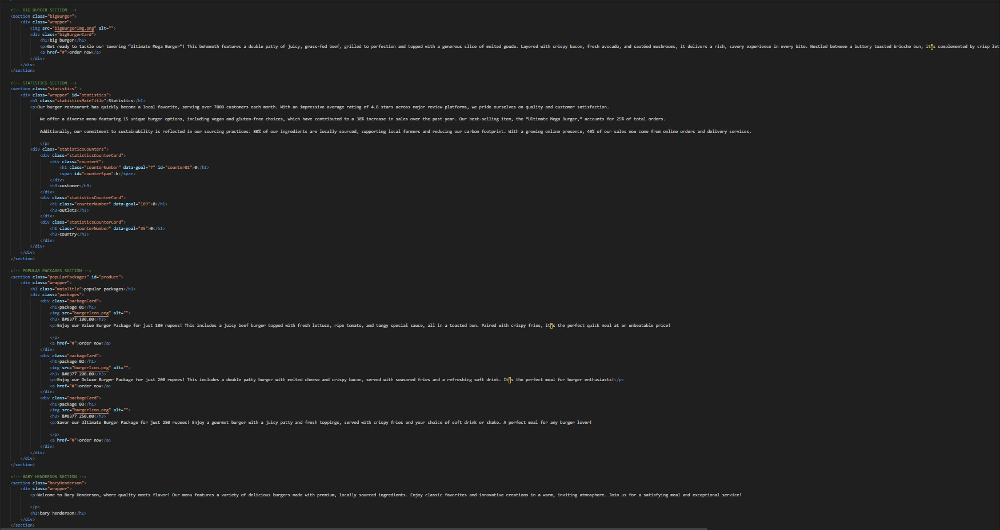 <!-- BIG BURGER SECTION -->
<section class="bigBurger">
<div class="wrapper">
<img src="bigBurgerImg.png" alt="">
<div class="bigBurgerCard">
<h1>big burger</h1>
<p>Get ready to tackle our towering “Ultimate Mega Burger”! This behemoth features a double patty of juicy, grass-fed beef, grilled to perfection and topped with a generous slice of melted gouda. Layered with crispy bacon, fresh avocado, and sautéed mushrooms, it delivers a rich, savory experience in every bite. Nestled between a buttery toasted brioche bun, it’s complemented by crisp let
<a href="#">order now</a>
</div>
</div>
</section>
<!-- STATISTICS SECTION -->
<section class="statistics" >
<div class="wrapper" id="statistics">
<h1 class="statisticsMainTitle">Statistics</h1>
<p>Our burger restaurant has quickly become a local favorite, serving over 7000 customers each month. With an impressive average rating of 4.8 stars across major review platforms, we pride ourselves on quality and customer satisfaction.
We offer a diverse menu featuring 15 unique burger options, including vegan and gluten-free choices, which have contributed to a 30% increase in sales over the past year. Our best-selling item, the “Ultimate Mega Burger,” accounts for 25% of total orders.
Additionally, our commitment to sustainability is reflected in our sourcing practices: 80% of our ingredients are locally sourced, supporting local farmers and reducing our carbon footprint. With a growing online presence, 40% of our sales now come from online orders and delivery services.
</p>
<div class="statisticsCounters">
<div class="statisticsCounterCard">
<div class="counterK">
<h1 class="counterNumber" data-goal="7" id="counter01">0</h1>
<span id="counterSpan">k</span>
</div>
<h3>customer</h3>
</div>
<div class="statisticsCounterCard">
<h1 class="counterNumber" data-goal="109">0</h1>
<h3>outlets</h3>
</div>
<div class="statisticsCounterCard">
<h1 class="counterNumber" data-goal="35">0</h1>
<h3>country</h3>
</div>
</div>
</div>
</section>
<!-- POPULAR PACKAGES SECTION -->
<section class="popularPackages" id="product">
<div class="wrapper">
<h1 class="mainTitle">popular packages</h1>
<div class="packages">
<div class="packageCard">
<h1>package 01</h1>
<img src="burgerIcon.png" alt="">
<h3> &#8377 100.00</h3>
<p>Enjoy our Value Burger Package for just 100 rupees! This includes a juicy beef burger topped with fresh lettuce, ripe tomato, and tangy special sauce, all in a toasted bun. Paired with crispy fries, it’s the perfect quick meal at an unbeatable price!
</p>
<a href="#">order now</a>
</div>
<div class="packageCard">
<h1>package 02</h1>
<img src="burgerIcon.png" alt="">
<h3> &#8377 200.00</h3>
<p>Enjoy our Deluxe Burger Package for just 200 rupees! This includes a double patty burger with melted cheese and crispy bacon, served with seasoned fries and a refreshing soft drink. It’s the perfect meal for burger enthusiasts!</p>
<a href="#">order now</a>
</div>
<div class="packageCard">
<h1>package 03</h1>
<img src="burgerIcon.png" alt="">
<h3> &#8377 250.00</h3>
<p>Savor our Ultimate Burger Package for just 250 rupees! Enjoy a gourmet burger with a juicy patty and fresh toppings, served with crispy fries and your choice of soft drink or shake. A perfect meal for any burger lover!
</p>
<a href="#">order now</a>
</div>
</div>
</div>
</section>
<!-- BARY HENDERSON SECTION -->
<section class="baryHenderson">
<div class="wrapper">
<p>Welcome to Bary Henderson, where quality meets flavor! Our menu features a variety of delicious burgers made with premium, locally sourced ingredients. Enjoy classic favorites and innovative creations in a warm, inviting atmosphere. Join us for a satisfying meal and exceptional service!
</p>
<h1>bary henderson</h1>
</div>
</section>